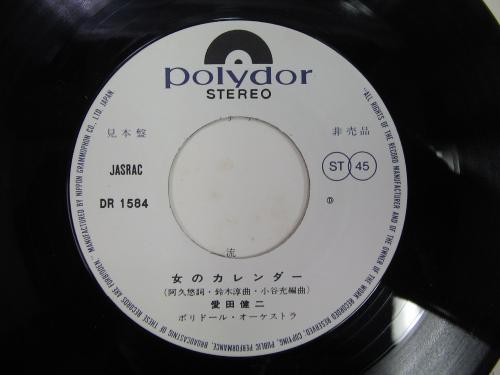 polydor
STEREO
見本盤
非売品
JASRAC
ST 45
DR 1584
流
女のカレンダー
(阿久悠詞・鈴木淳曲・小谷充編曲)
愛田健二
ポリドール・オーケストラ
"ALL RIGHTS OF THE RECORD MANUFACTURER AND OF THE OWNER OF THE WORK RECORDED RESERVED. COPYING, PUBLIC PERFORMANCE, BROADCASTING OF THESE RECORDS ARE FORBIDDEN" MANUFACTURED BY NIPPON GRAMMOPHON CO., LTD. TOKYO, JAPAN